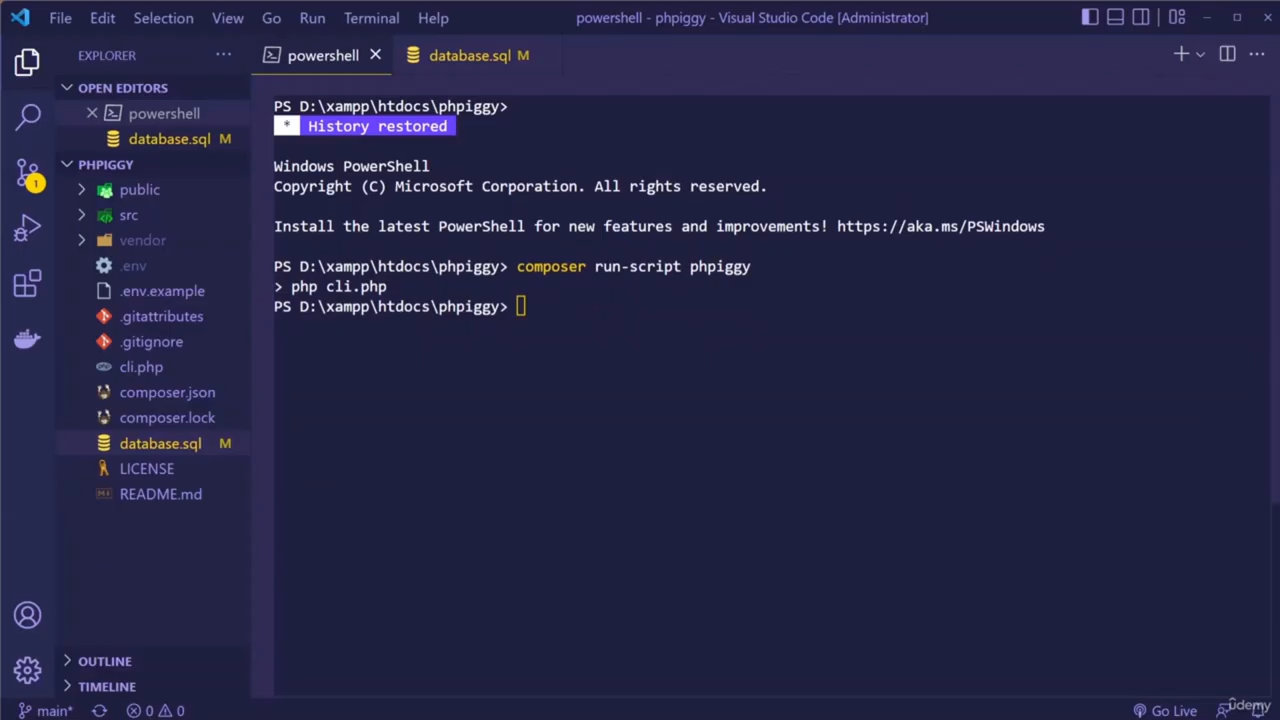 File Edit Selection View Go Run Terminal Help powershell - phpiggy - Visual Studio Code [Administrator]
EXPLORER ··· powershell database.sql M
OPEN EDITORS
powershell
database.sql M
PHPIGGY
public
src
vendor
.env
.env.example
.gitattributes
.gitignore
cli.php
composer.json
composer.lock
database.sql M
LICENSE
README.md
OUTLINE
TIMELINE
1
PS D:\xampp\htdocs\phpiggy>
* History restored
Windows PowerShell
Copyright (C) Microsoft Corporation. All rights reserved.
Install the latest PowerShell for new features and improvements! https://aka.ms/PSWindows
PS D:\xampp\htdocs\phpiggy> composer run-script phpiggy
> php cli.php
PS D:\xampp\htdocs\phpiggy>
main* 0 0 Go Live
ûdemy